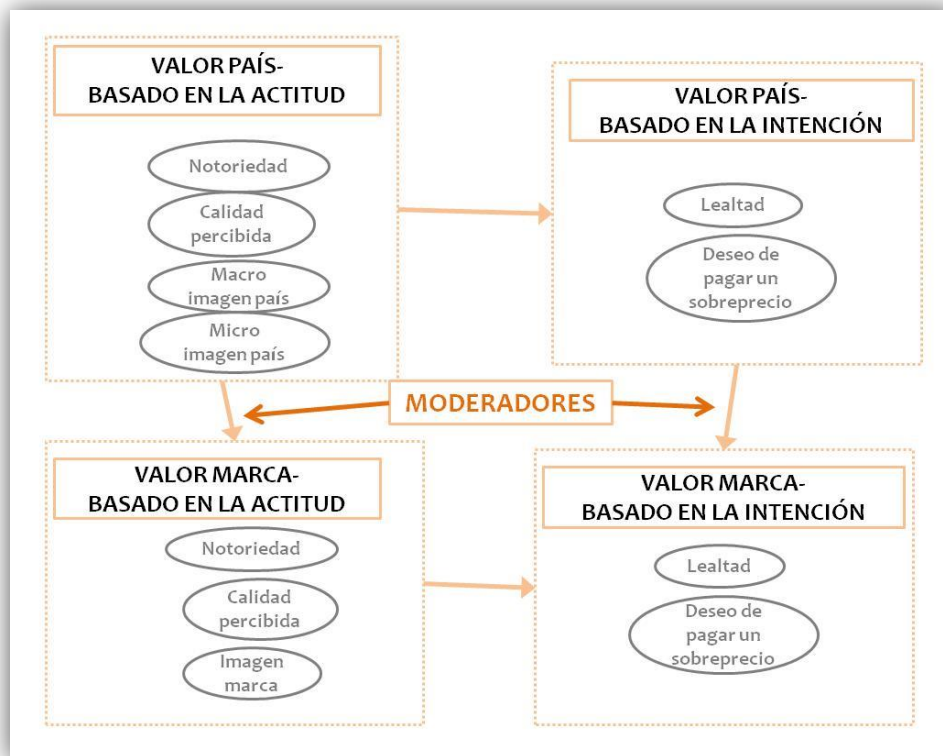 VALOR PAÍS-
BASADO EN LA ACTITUD
Notoriedad
Calidad
percibida
Macro
imagen país
Micro
imagen país
VALOR PAÍS-
BASADO EN LA INTENCIÓN
Lealtad
Deseo de
pagar un
sobreprecio
MODERADORES
VALOR MARCA-
BASADO EN LA ACTITUD
Notoriedad
Calidad
percibida
Imagen
marca
VALOR MARCA-
BASADO EN LA INTENCIÓN
Lealtad
Deseo de
pagar un
sobreprecio